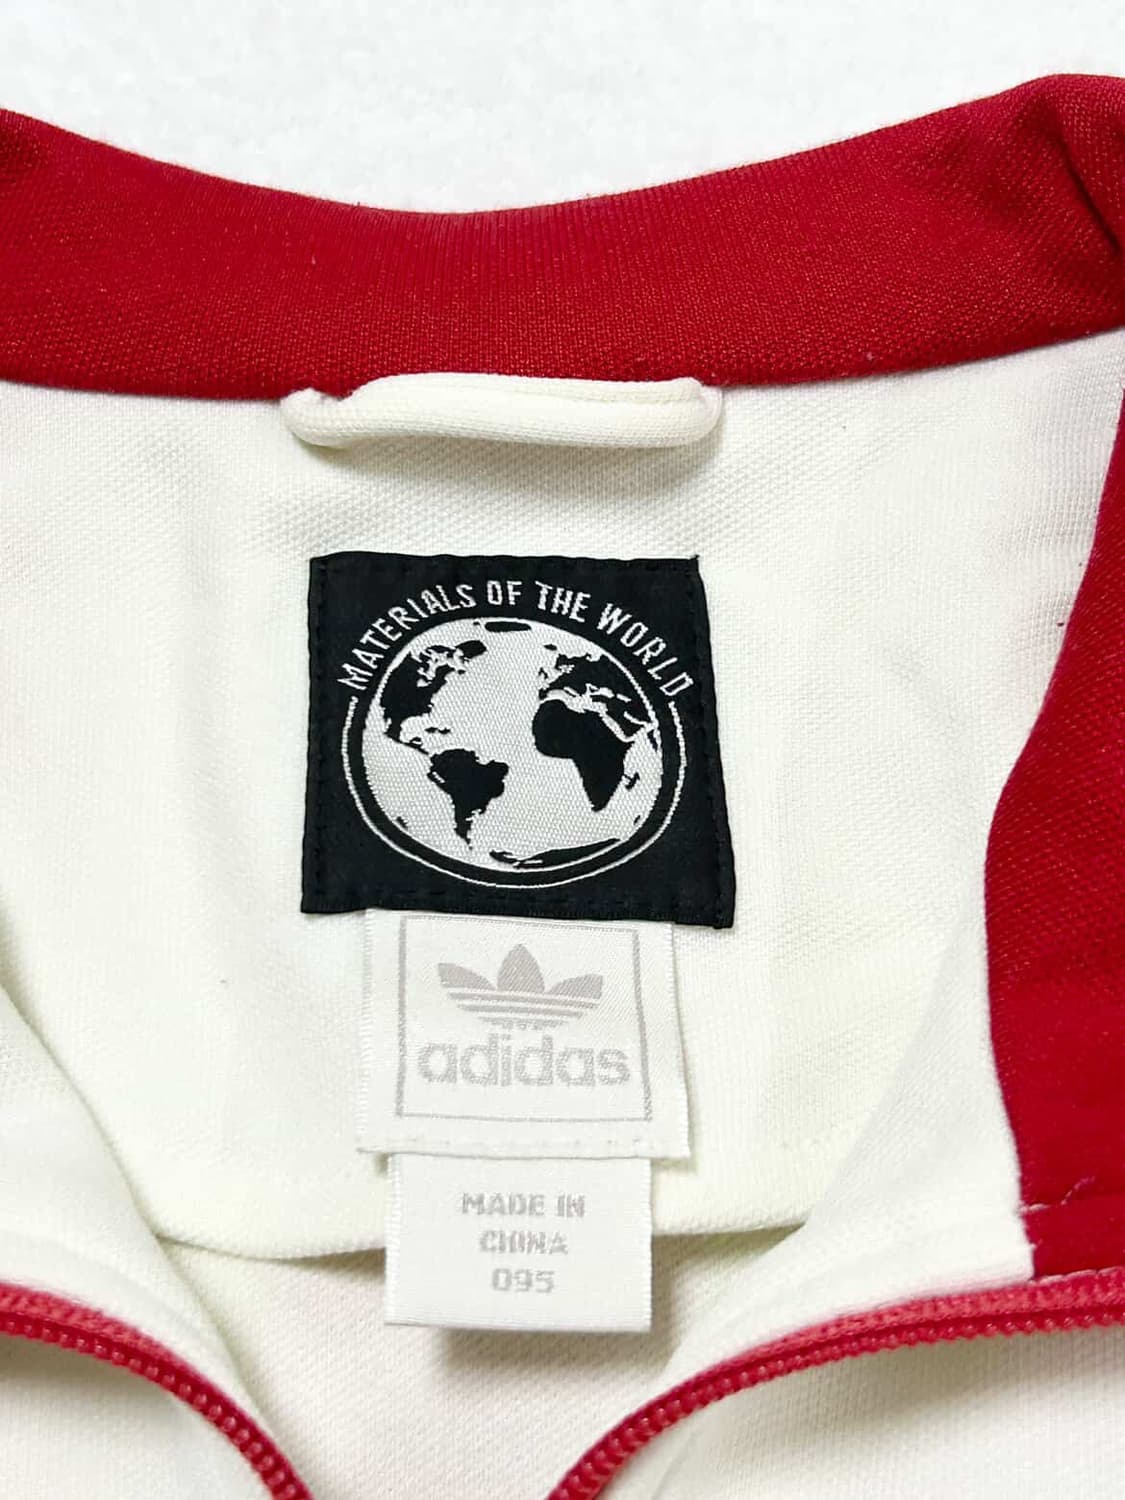 MATERIALS OF THE WORLD
adidas
MADE IN
CHINA
095